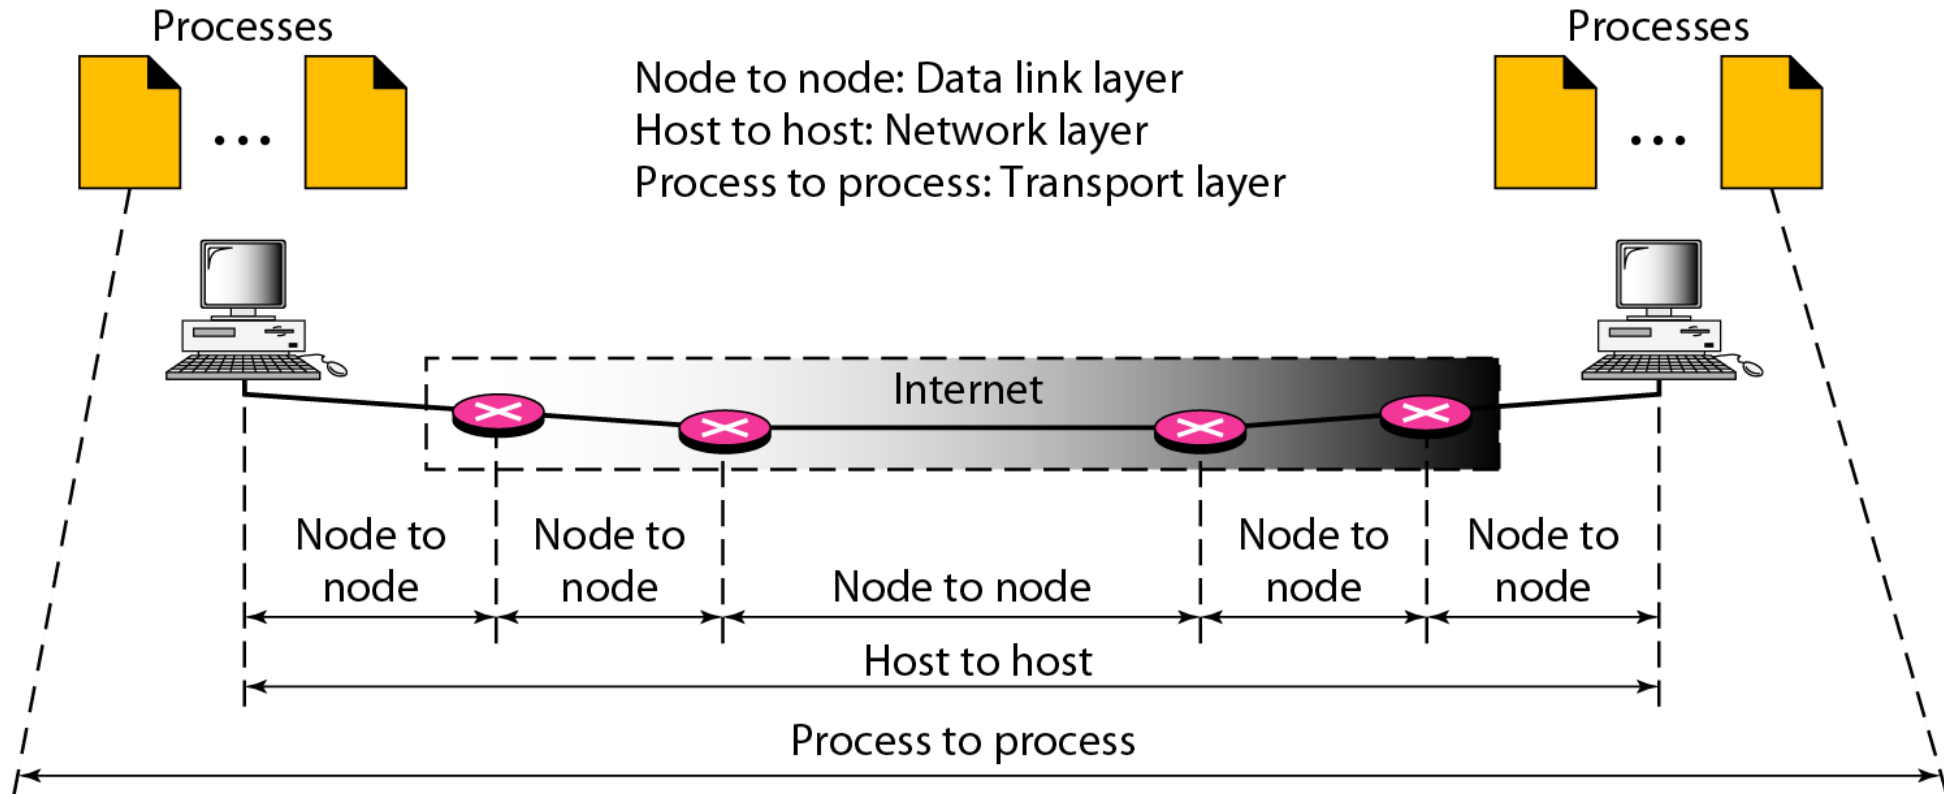 Processes
Processes
Node to node: Data link layer
Host to host: Network layer
Process to process: Transport layer
Internet
Node to
node
Node to
node
Node to node
Node to
node
Node to
node
Host to host
Process to process